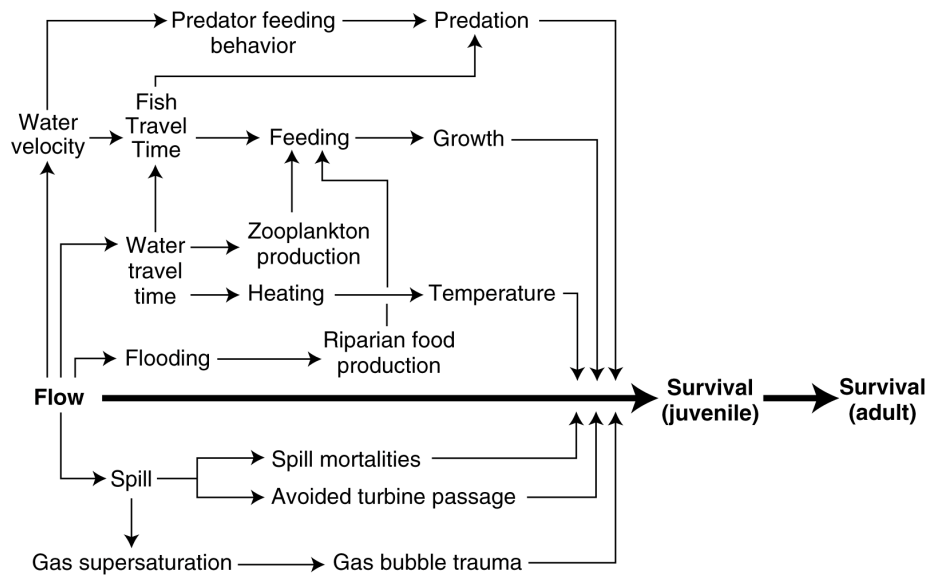 Predator feeding
behavior
Predation
Fish
Travel
Time
Water
velocity
Feeding
Growth
Zooplankton
production
Water
travel
time
Heating
Temperature
Riparian food
production
Flooding
Flow
Survival
(juvenile)
Survival
(adult)
Spill mortalities
Spill
Avoided turbine passage
Gas supersaturation
Gas bubble trauma